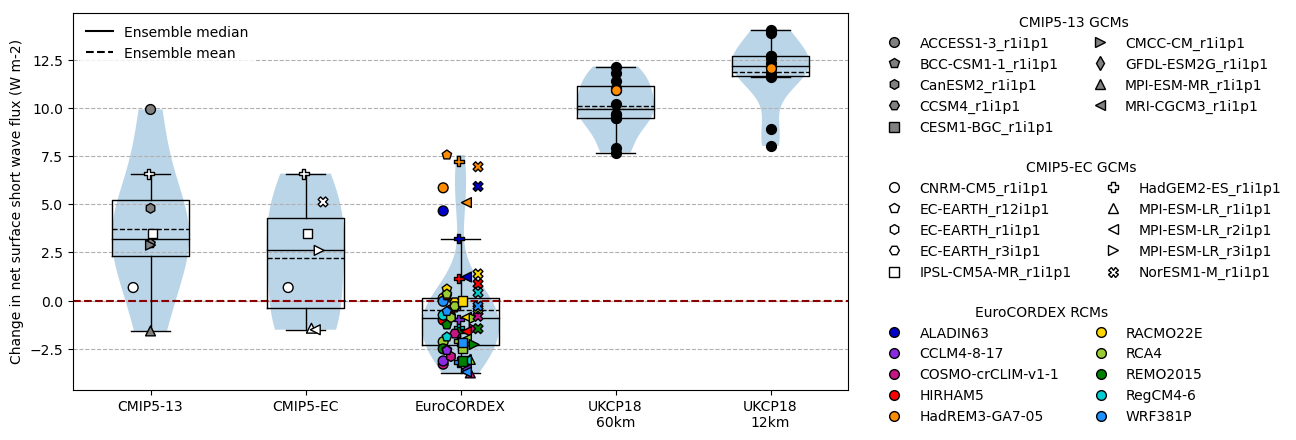 Change in net surface short wave flux (W m-2)
12.5
10.0
7.5
5.0
2.5
0.0
−2.5
Ensemble median
Ensemble mean
CMIP5-13
CMIP5-EC
EuroCORDEX
UKCP18
60km
UKCP18
12km
CMIP5-13 GCMs
ACCESS1-3_r1i1p1
BCC-CSM1-1_r1i1p1
CanESM2_r1i1p1
CCSM4_r1i1p1
CESM1-BGC_r1i1p1
CMCC-CM_r1i1p1
GFDL-ESM2G_r1i1p1
MPI-ESM-MR_r1i1p1
MRI-CGCM3_r1i1p1
CMIP5-EC GCMs
CNRM-CM5_r1i1p1
EC-EARTH_r12i1p1
EC-EARTH_r1i1p1
EC-EARTH_r3i1p1
IPSL-CM5A-MR_r1i1p1
HadGEM2-ES_r1i1p1
MPI-ESM-LR_r1i1p1
MPI-ESM-LR_r2i1p1
MPI-ESM-LR_r3i1p1
NorESM1-M_r1i1p1
EuroCORDEX RCMs
ALADIN63
CCLM4-8-17
COSMO-crCLIM-v1-1
HIRHAM5
HadREM3-GA7-05
RACMO22E
RCA4
REMO2015
RegCM4-6
WRF381P